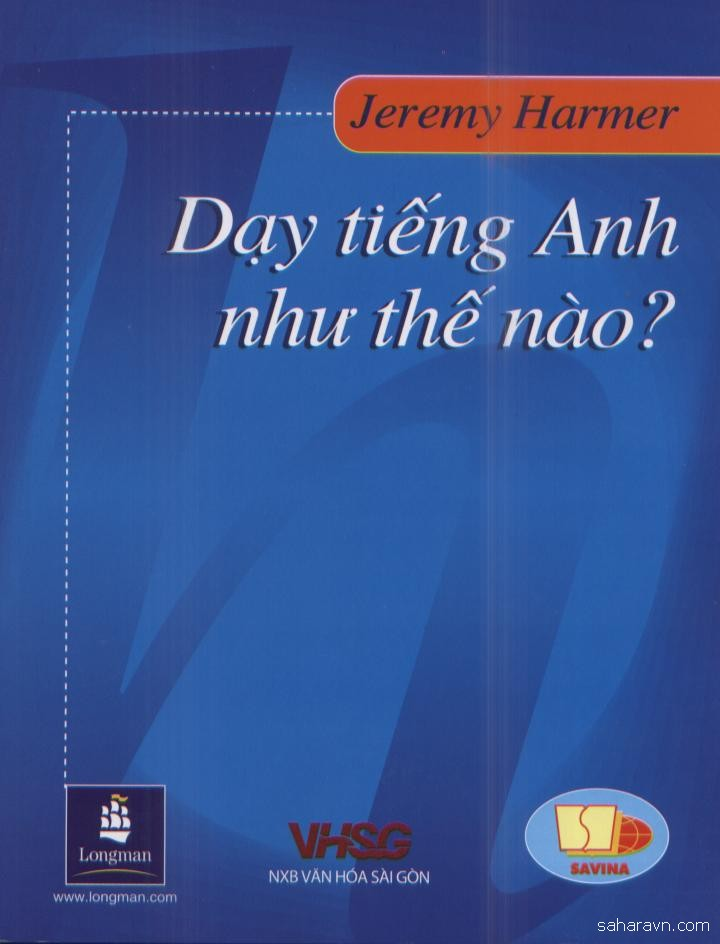 Jeremy Harmer
Dạy tiếng Anh
như thế nào?
Longman
www.longman.com
VHSG
NXB VĂN HÓA SÀI GÒN
SAVINA
saharavn.com